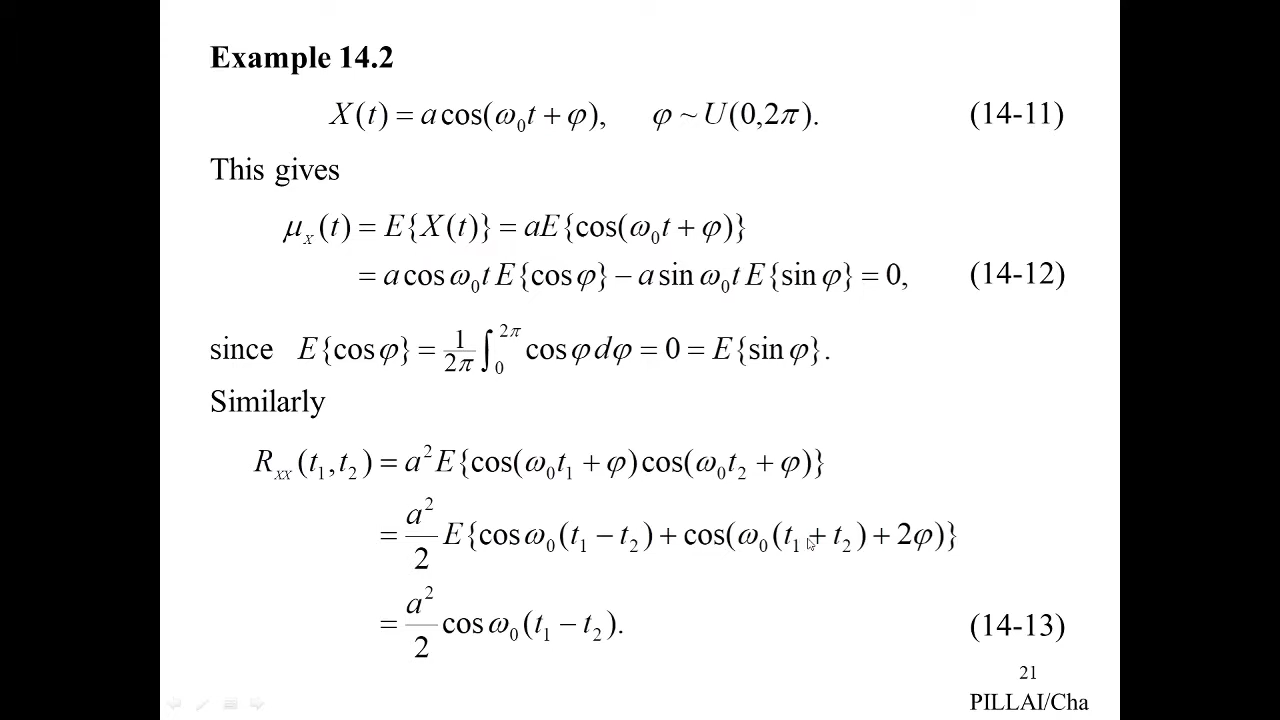 Example 14.2
X(t) = a cos(ω₀t + φ), φ ~ U(0,2π). (14-11)
This gives
μ_X(t) = E{X(t)} = aE{cos(ω₀t + φ)}
= a cos ω₀t E{cos φ} − a sin ω₀t E{sin φ} = 0, (14-12)
since E{cos φ} = 1/2π ∫₀^2π cos φ dφ = 0 = E{sin φ}.
Similarly
R_XX(t₁, t₂) = a² E{cos(ω₀t₁ + φ) cos(ω₀t₂ + φ)}
= a²/2 E{cos ω₀(t₁ − t₂) + cos(ω₀(t₁ + t₂) + 2φ)}
= a²/2 cos ω₀(t₁ − t₂). (14-13)
21
PILLAI/Cha